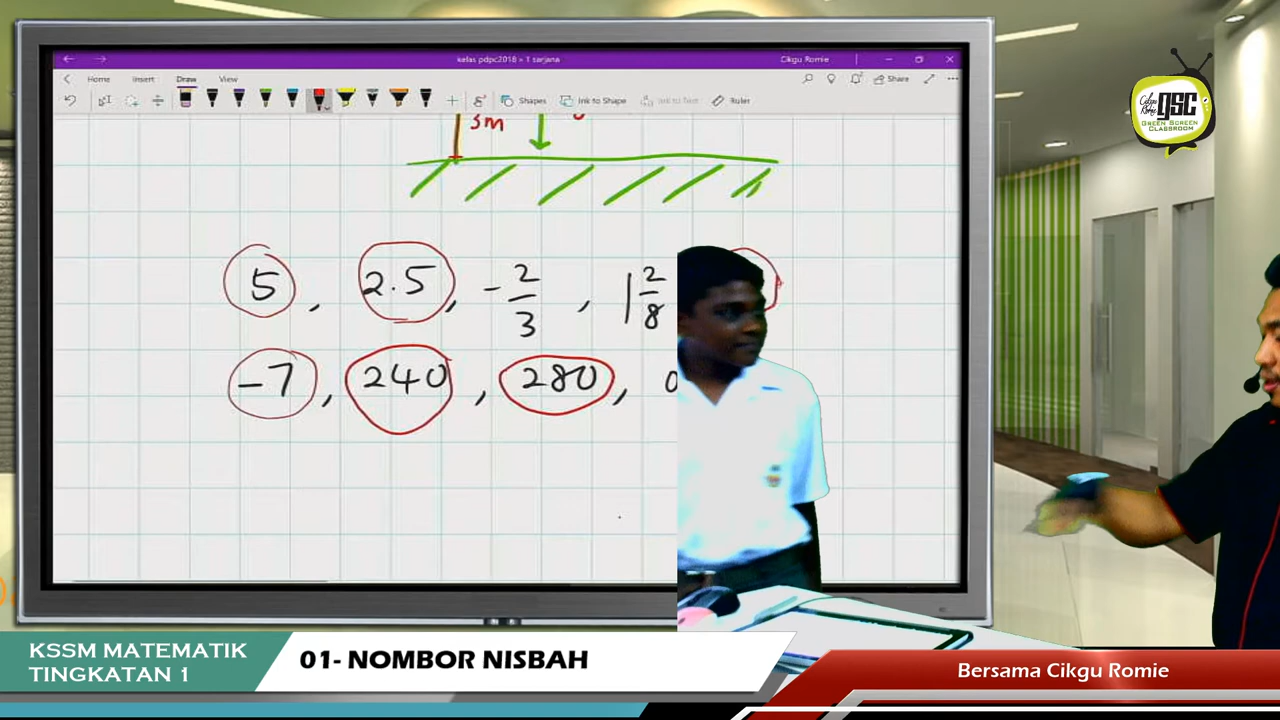 kelas pdpc2018 » 1 sarjana
Cikgu Romie
Home Insert Draw View
Share
Shapes Ink to Shape Ink to Text Ruler
3m
5 , 2.5 , -2/3 , 1 2/8
-7 , 240 , 280 , 0
Cikgu Romie GSC
GREEN SCREEN
CLASSROOM
KSSM MATEMATIK
TINGKATAN 1
01- NOMBOR NISBAH
Bersama Cikgu Romie